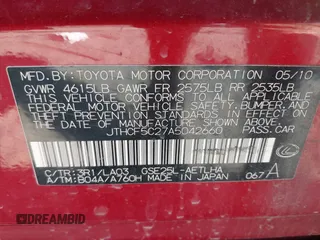 MFD.BY:TOYOTA MOTOR CORPORATION 05/10
GVWR 4615LB GAWR FR 2575LB RR 2535LB
THIS VEHICLE CONFORMS TO ALL APPLICABLE
FEDERAL MOTOR VEHICLE SAFETY, BUMPER, AND
THEFT PREVENTION STANDARDS IN EFFECT ON
THE DATE OF MANUFACTURE SHOWN ABOVE.
JTHCF5C27A5042660
PASS. CAR
C/TR:3R1/LA03 GSE25L-AETLHA
A/TM:B04A/A760H MADE IN JAPAN 067A
DREAMBID